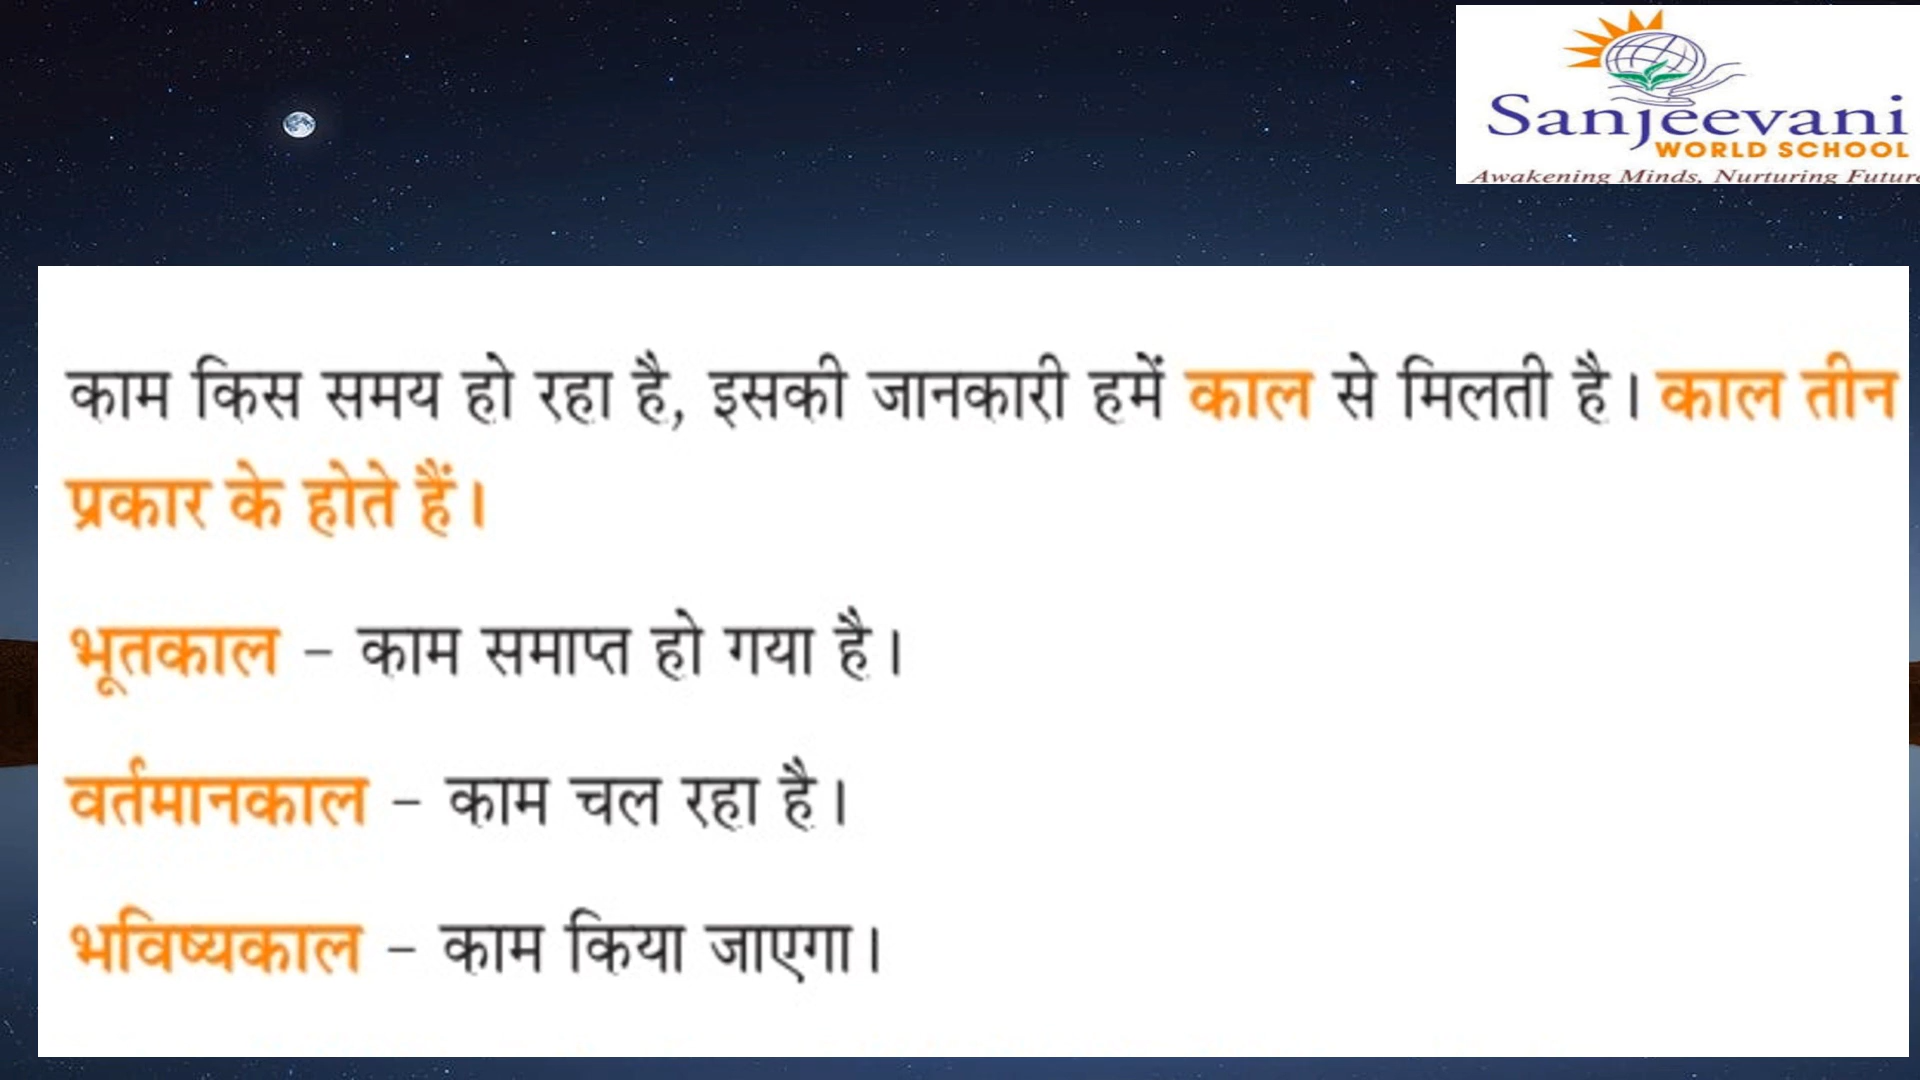 Sanjeevani
WORLD SCHOOL
Awakening Minds, Nurturing Future
काम किस समय हो रहा है, इसकी जानकारी हमें काल से मिलती है। काल तीन
प्रकार के होते हैं।
भूतकाल – काम समाप्त हो गया है।
वर्तमानकाल – काम चल रहा है।
भविष्यकाल – काम किया जाएगा।